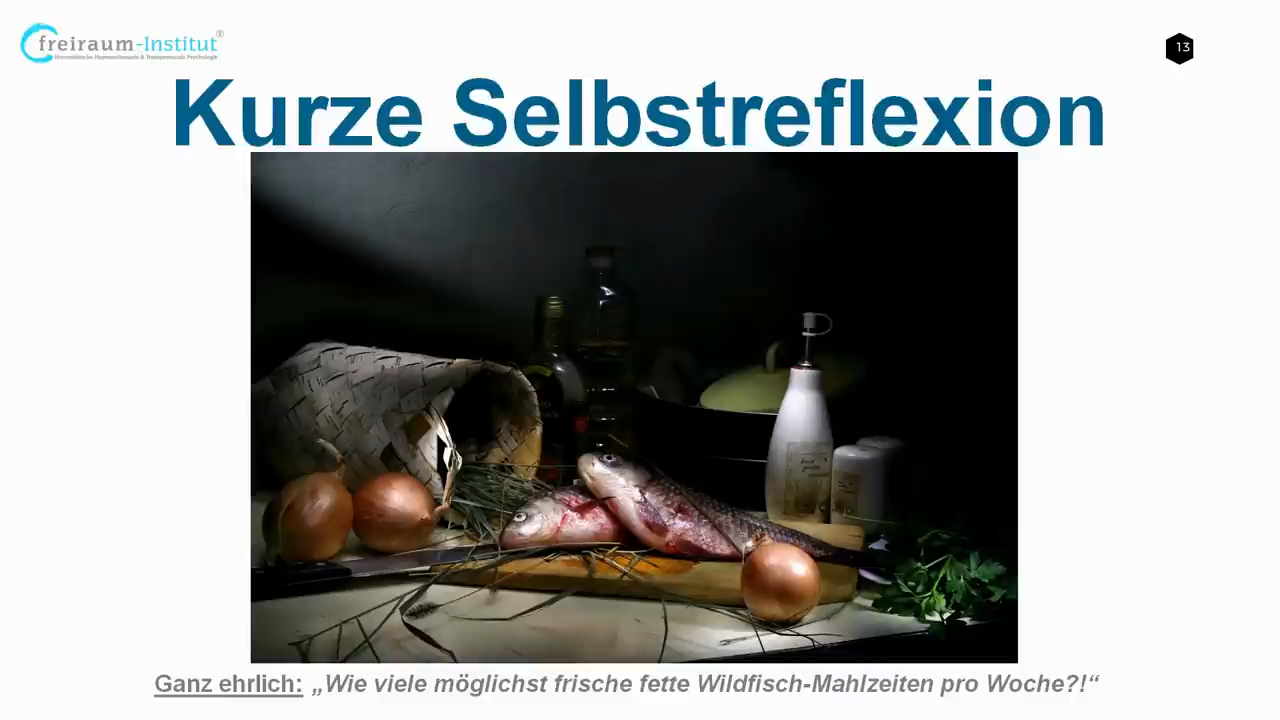 freiraum-Institut®
13
Kurze Selbstreflexion
Ganz ehrlich: „Wie viele möglichst frische fette Wildfisch-Mahlzeiten pro Woche?!“